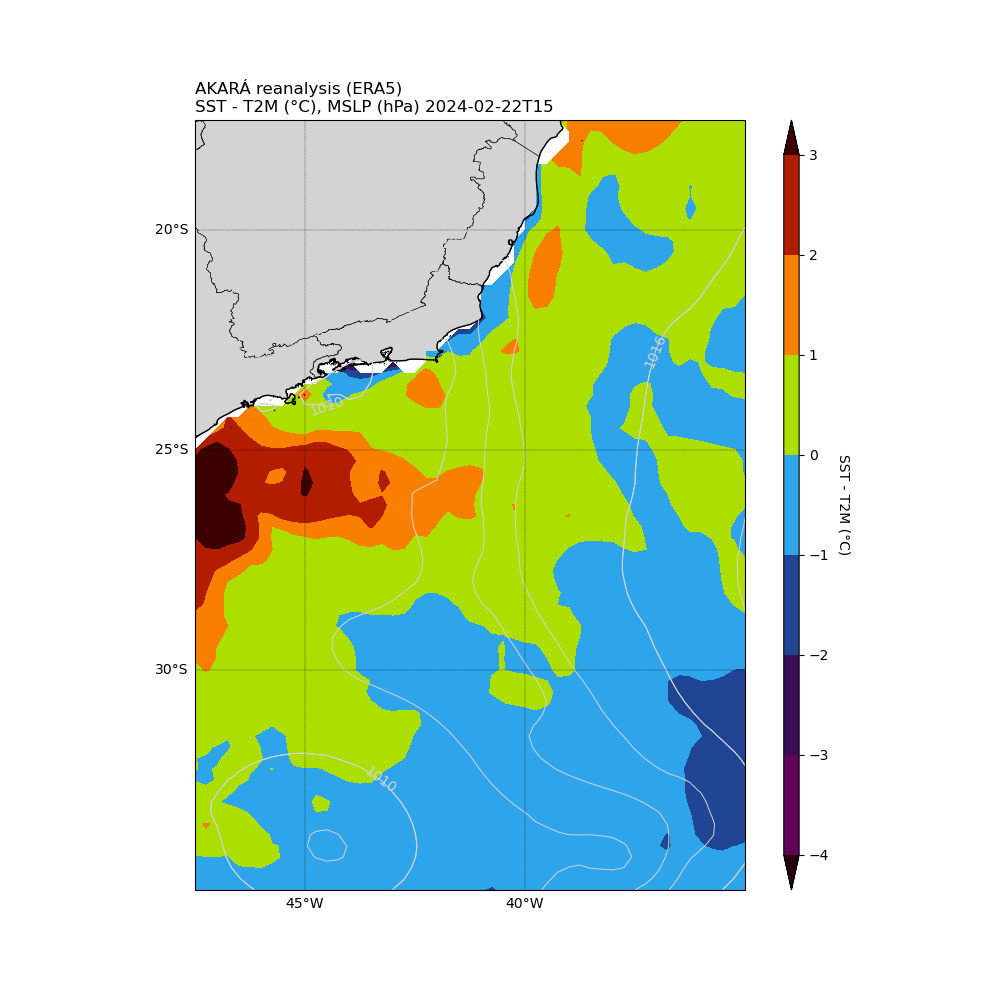 AKARÁ reanalysis (ERA5)
SST - T2M (°C), MSLP (hPa) 2024-02-22T15
3
20°S
2
1016
1
1010
25°S
0
SST - T2M (°C)
−1
30°S
−2
−3
1010
−4
45°W
40°W